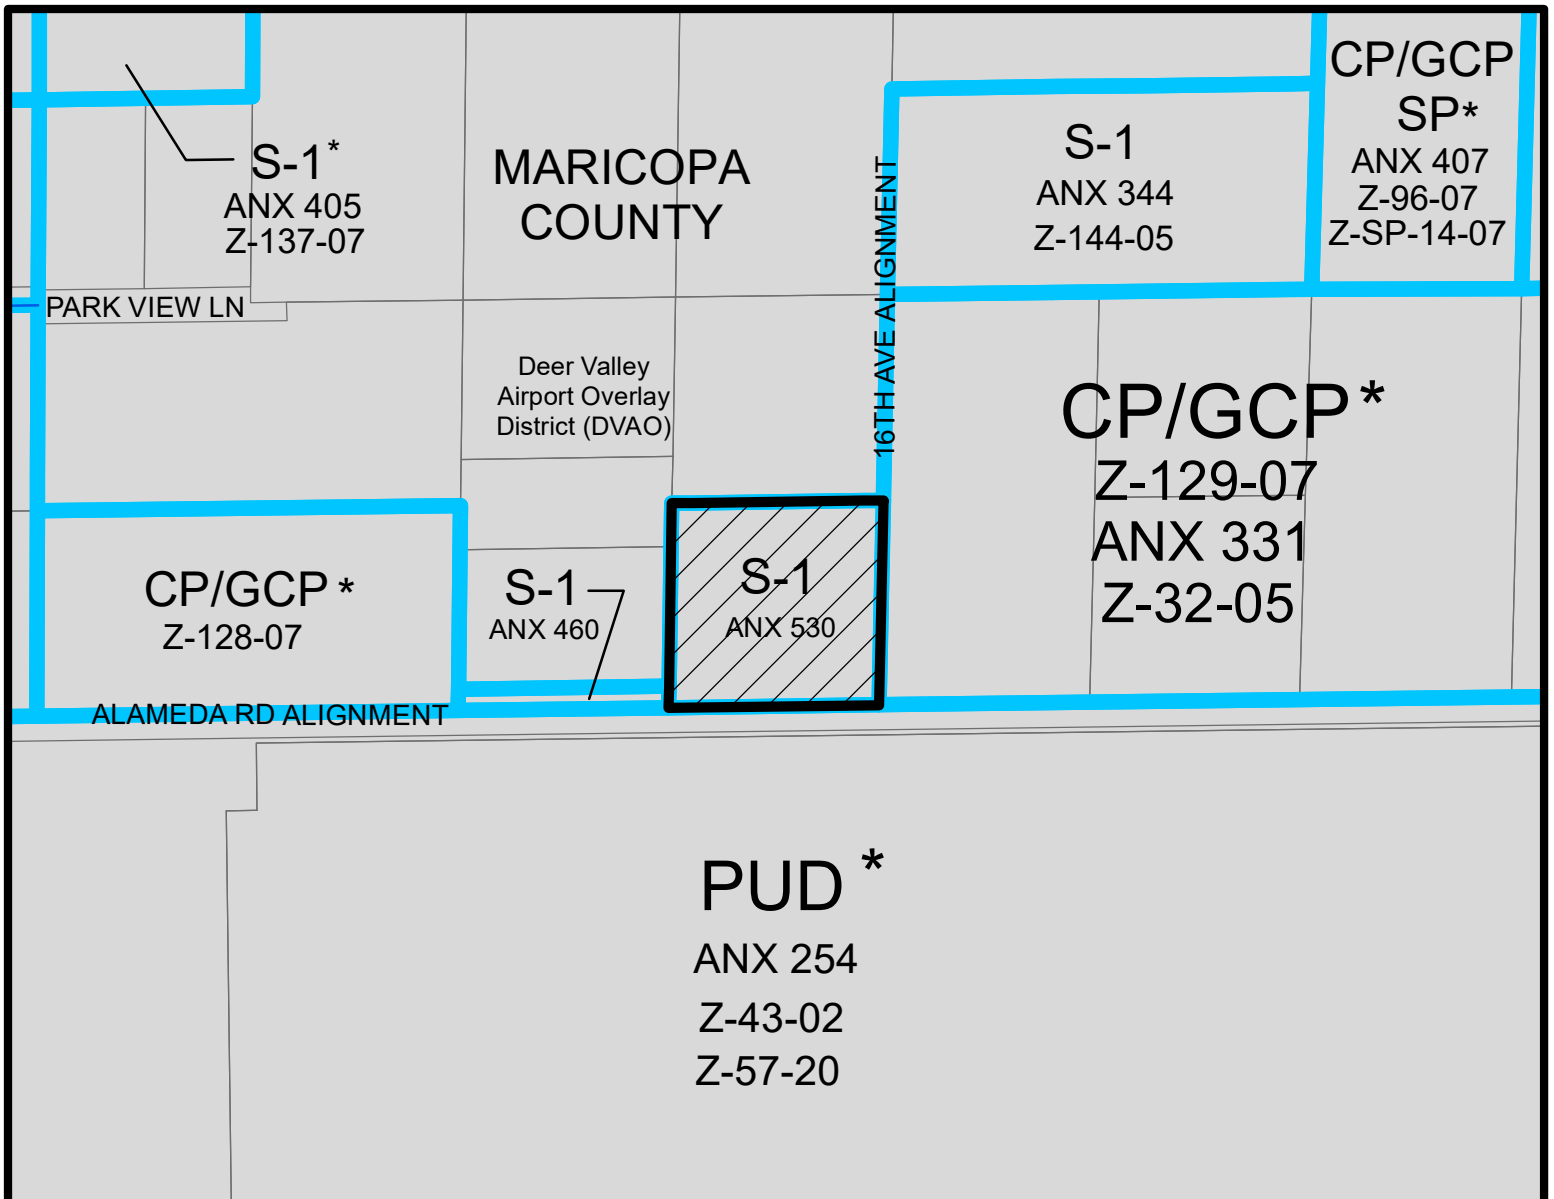 CP/GCP
SP*
ANX 407
Z-96-07
Z-SP-14-07
S-1*
ANX 405
Z-137-07
MARICOPA
COUNTY
S-1
ANX 344
Z-144-05
16TH AVE ALIGNMENT
PARK VIEW LN
Deer Valley
Airport Overlay
District (DVAO)
CP/GCP*
Z-129-07
ANX 331
Z-32-05
CP/GCP*
Z-128-07
S-1
ANX 460
S-1
ANX 530
ALAMEDA RD ALIGNMENT
PUD*
ANX 254
Z-43-02
Z-57-20